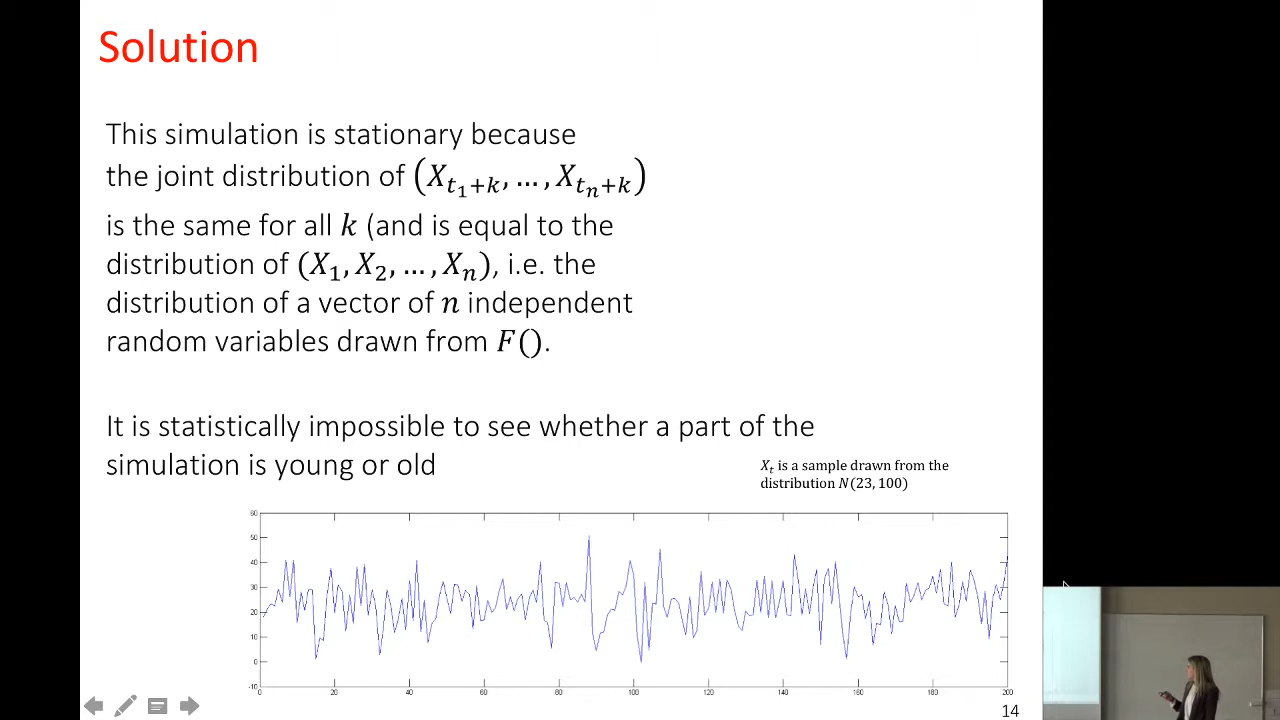 Solution
This simulation is stationary because
the joint distribution of (X_{t_1+k}, … , X_{t_n+k})
is the same for all k (and is equal to the
distribution of (X_1, X_2, … , X_n), i.e. the
distribution of a vector of n independent
random variables drawn from F().
It is statistically impossible to see whether a part of the
simulation is young or old
X_t is a sample drawn from the
distribution N(23, 100)
60
50
40
30
20
10
0
-10
0 20 40 60 80 100 120 140 160 180 200
14